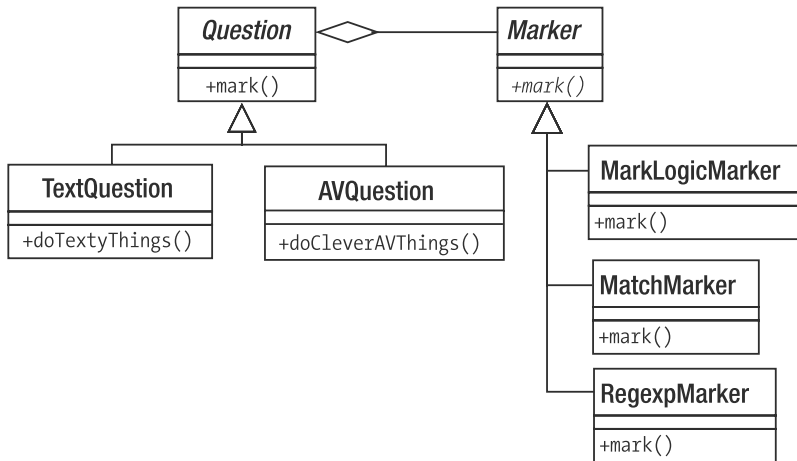 Question
+mark()
Marker
+mark()
TextQuestion
+doTextyThings()
AVQuestion
+doCleverAVThings()
MarkLogicMarker
+mark()
MatchMarker
+mark()
RegexpMarker
+mark()